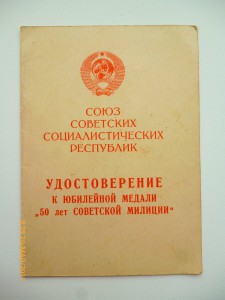 СОЮЗ
СОВЕТСКИХ
СОЦИАЛИСТИЧЕСКИХ
РЕСПУБЛИК
УДОСТОВЕРЕНИЕ
К ЮБИЛЕЙНОЙ МЕДАЛИ
„50 лет СОВЕТСКОЙ МИЛИЦИИ“